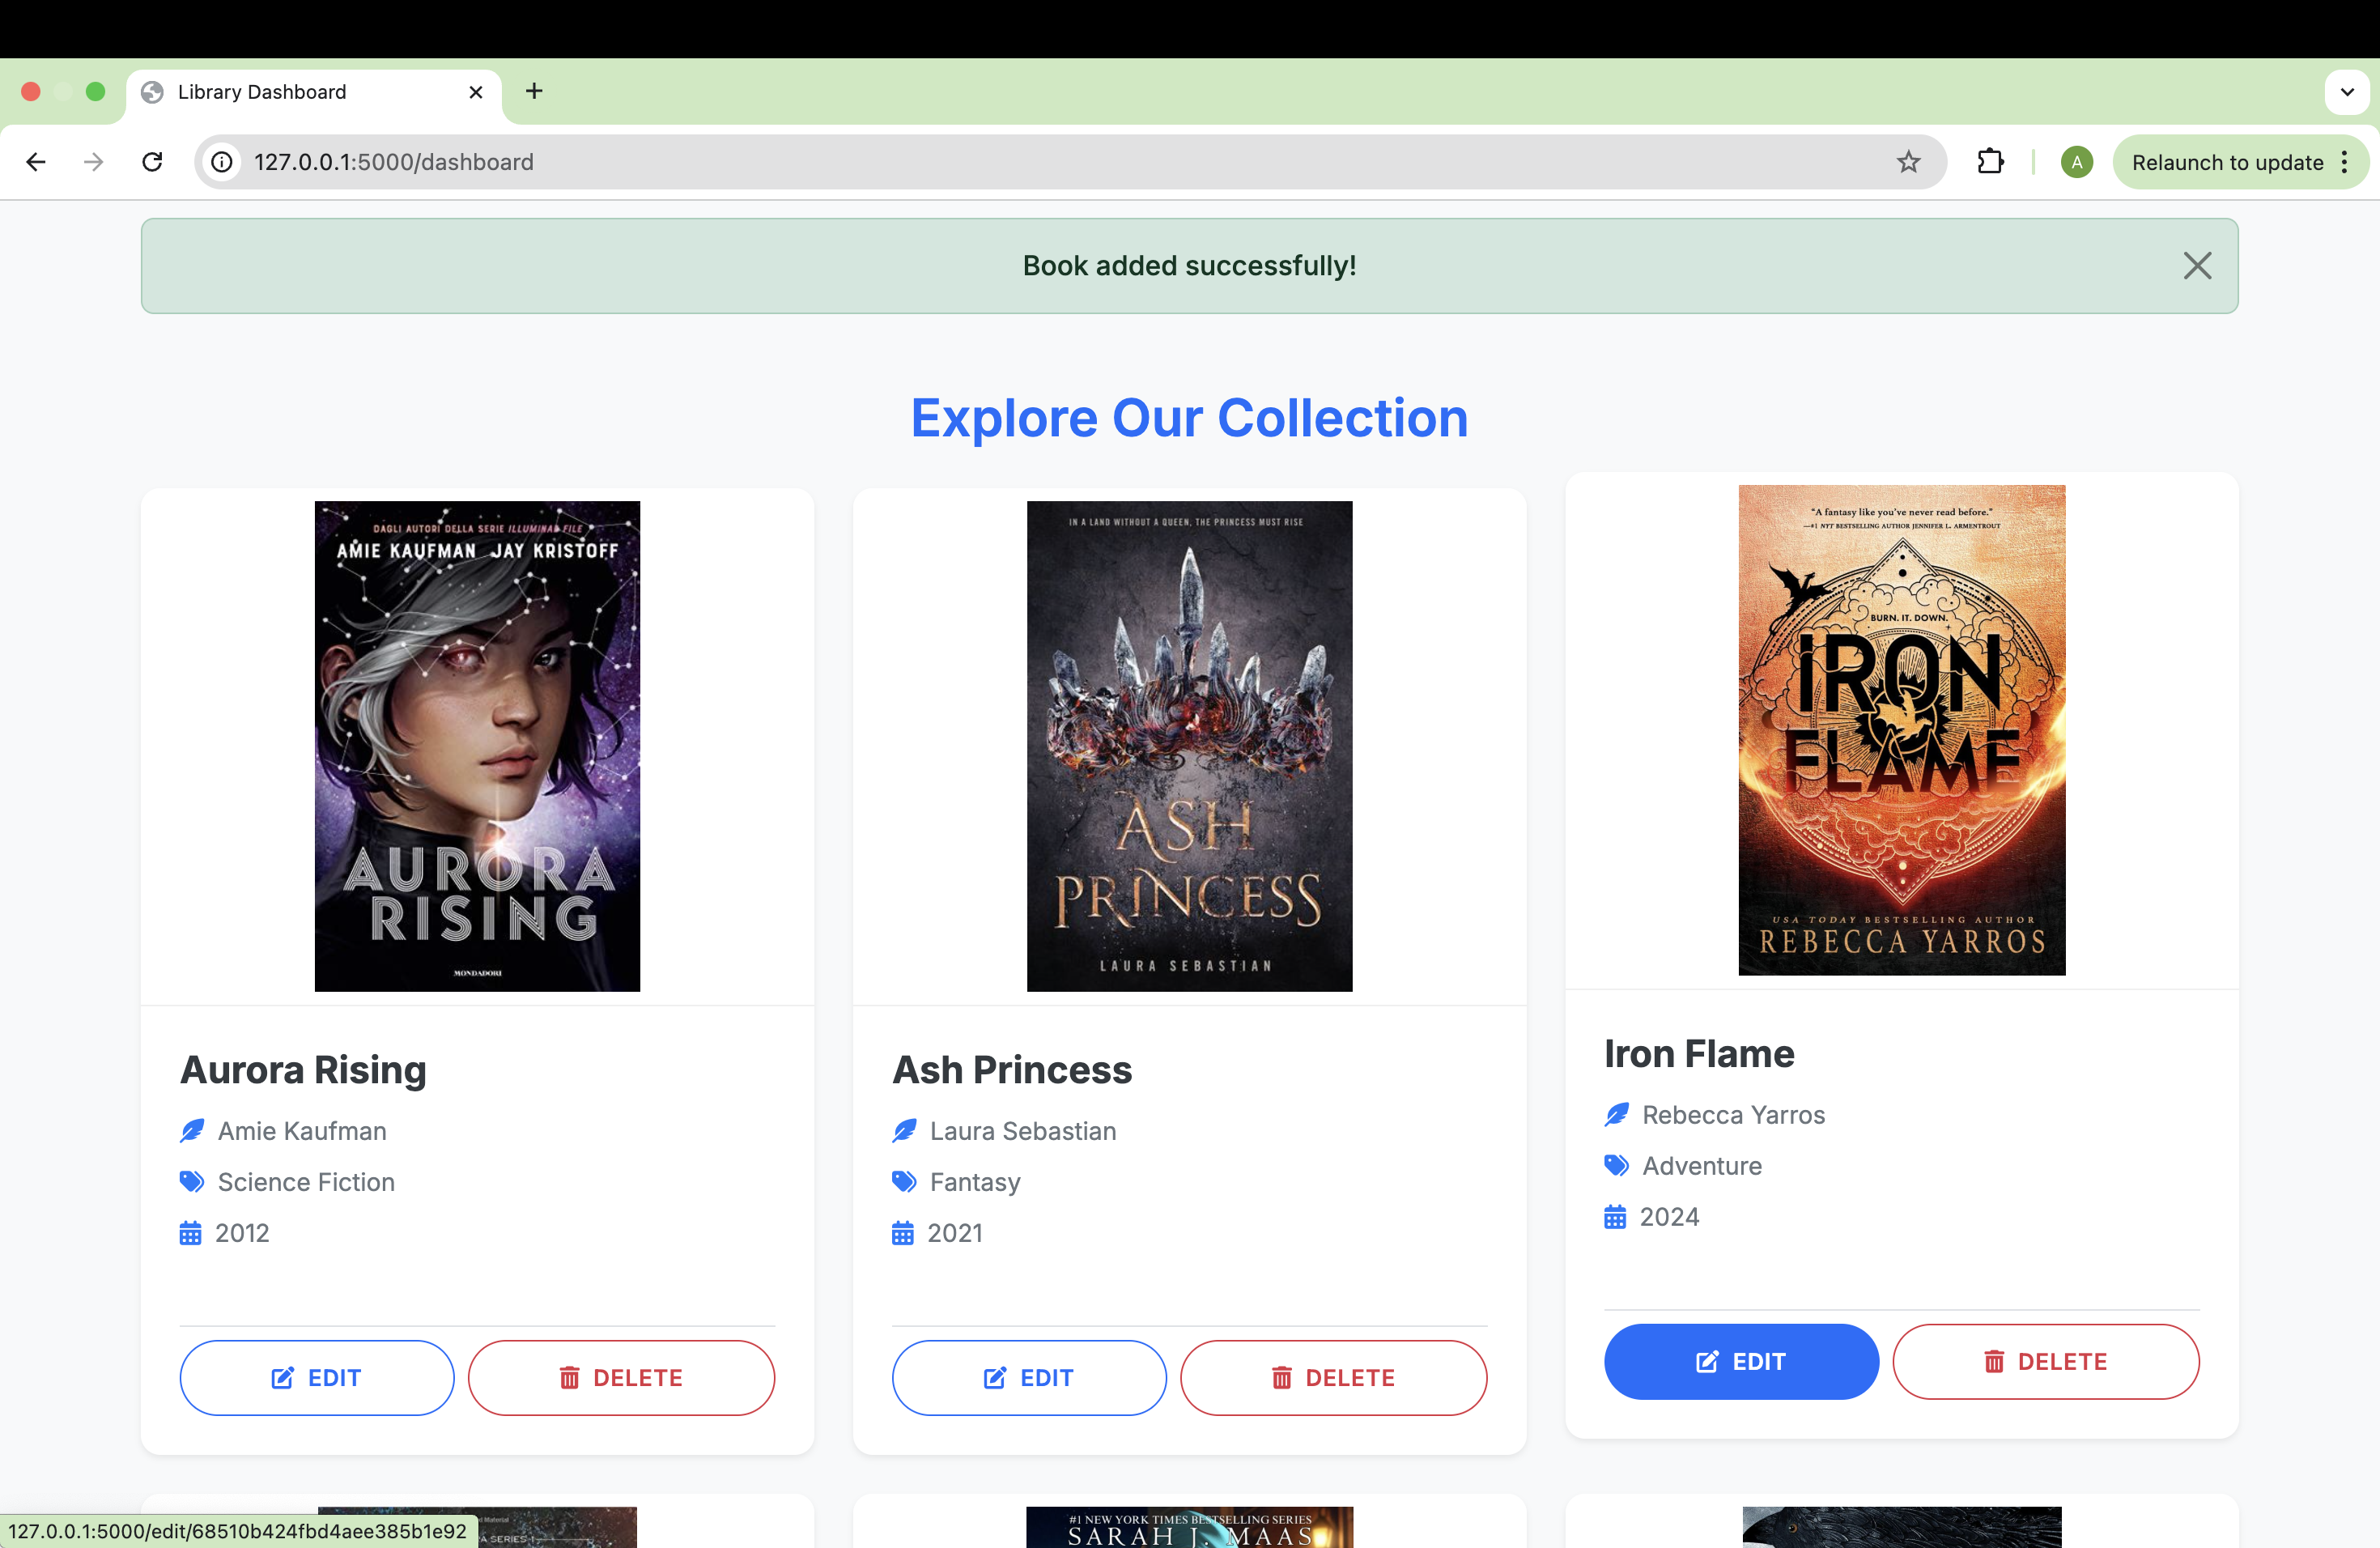 Library Dashboard
127.0.0.1:5000/dashboard
A
Relaunch to update
Book added successfully!
Explore Our Collection
DAGLI AUTORI DELLA SERIE ILLUMINAE FILE
AMIE KAUFMAN JAY KRISTOFF
AURORA
RISING
MONDADORI
Aurora Rising
Amie Kaufman
Science Fiction
2012
EDIT
DELETE
IN A LAND WITHOUT A QUEEN, THE PRINCESS MUST RISE
ASH
PRINCESS
LAURA SEBASTIAN
Ash Princess
Laura Sebastian
Fantasy
2021
EDIT
DELETE
“A fantasy like you’ve never read before.”
—#1 NYT BESTSELLING AUTHOR JENNIFER L. ARMENTROUT
BURN. IT. DOWN.
IRON
FLAME
USA TODAY BESTSELLING AUTHOR
REBECCA YARROS
Iron Flame
Rebecca Yarros
Adventure
2024
EDIT
DELETE
#1 NEW YORK TIMES BESTSELLING SERIES
SARAH J. MAAS
127.0.0.1:5000/edit/68510b424fbd4aee385b1e92